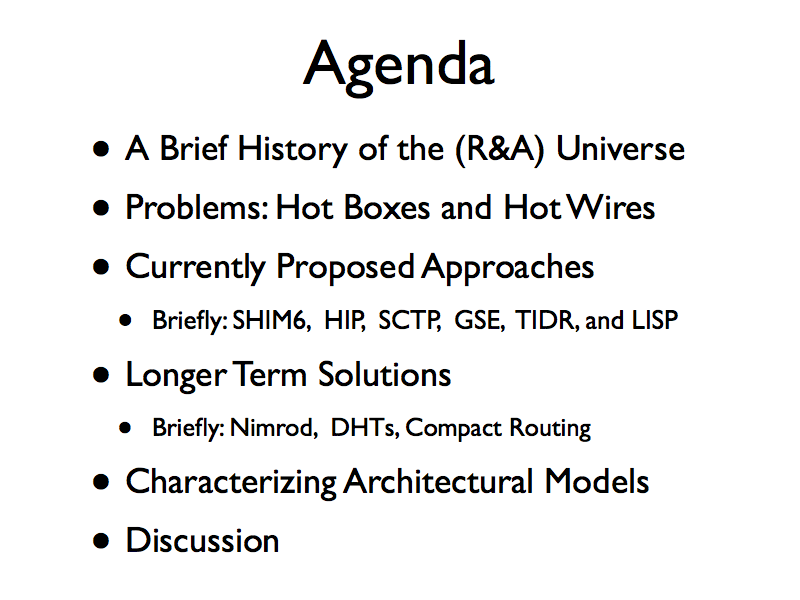 Agenda
• A Brief History of the (R&A) Universe
• Problems: Hot Boxes and Hot Wires
• Currently Proposed Approaches
• Briefly: SHIM6, HIP, SCTP, GSE, TIDR, and LISP
• Longer Term Solutions
• Briefly: Nimrod, DHTs, Compact Routing
• Characterizing Architectural Models
• Discussion